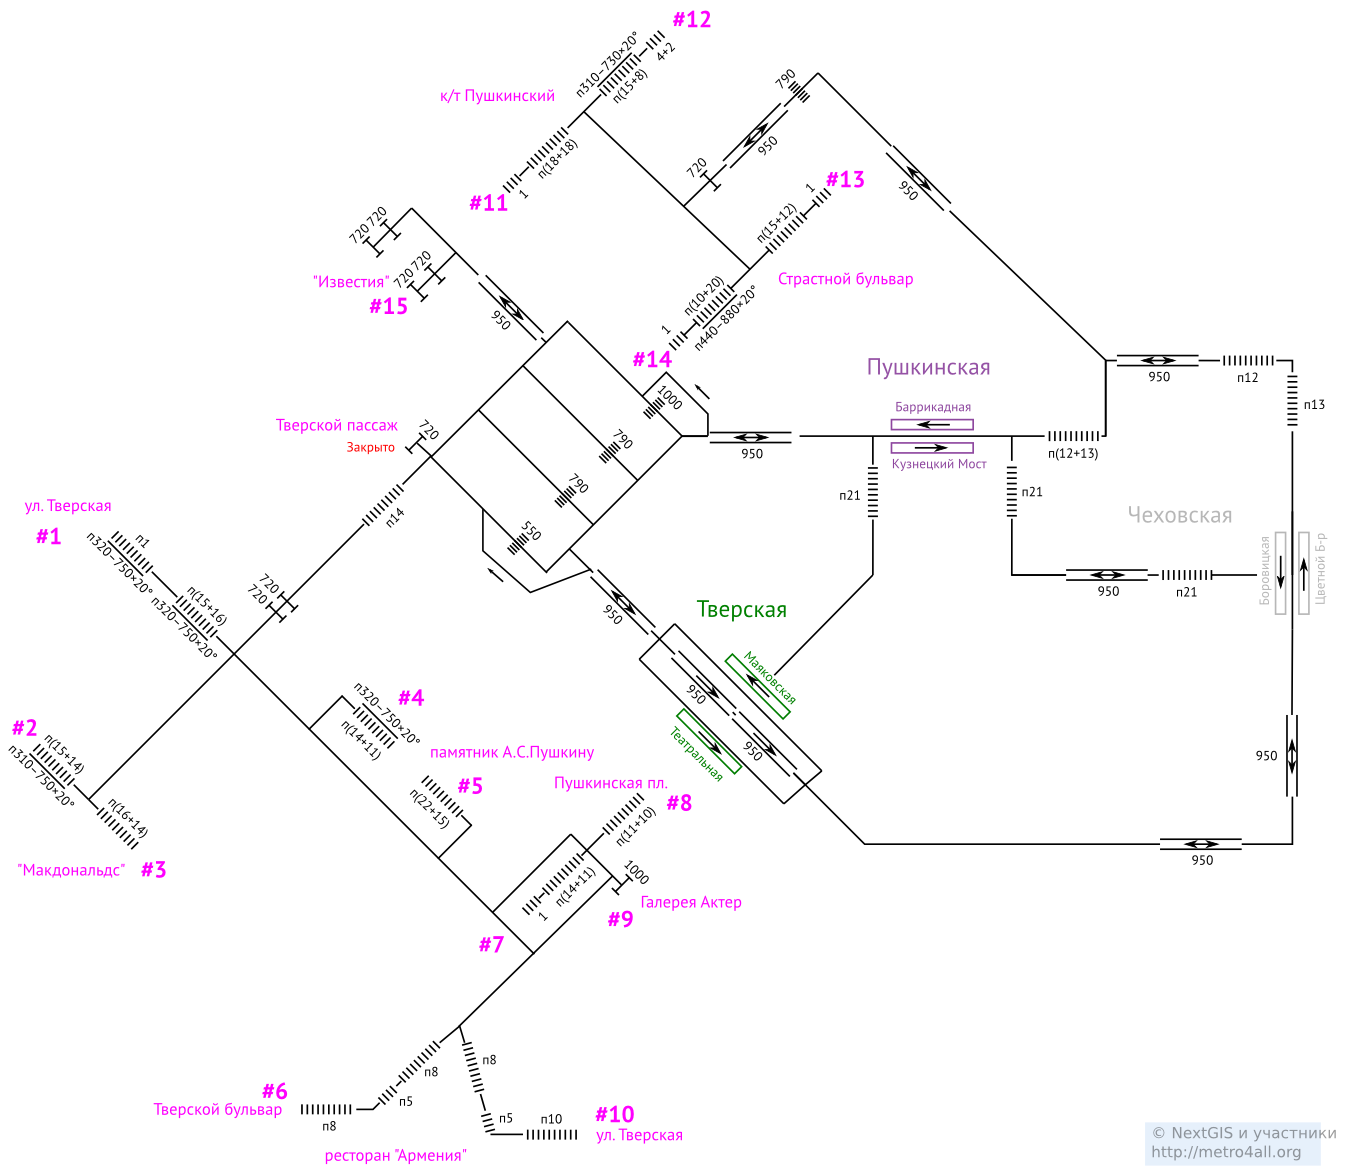 #12
п310–730×20°
4+2
п(15+8)
к/т Пушкинский
790
950
п(18+18)
1
#11
720
950
#13
1
п(15+12)
Страстной бульвар
720 720
720 720
"Известия"
#15
950
п(10+20)
п440–880×20°
1
#14
1000
Пушкинская
Баррикадная
Кузнецкий Мост
950
950
п12
п13
п(12+13)
Тверской пассаж
Закрыто
720
790
790
550
п14
п21
п21
Чеховская
Боровицкая
Цветной Б-р
950
п21
ул. Тверская
#1
п1
п320–750×20°
п(15+16)
п320–750×20°
720
720
950
Тверская
Маяковская
Театральная
950
950
#4
п320–750×20°
п(14+11)
памятник А.С.Пушкину
#5
п(22+15)
#2
п(15+14)
п310–750×20°
п(16+14)
"Макдональдс"
#3
Пушкинская пл.
#8
п(11+10)
п(14+11)
1
1000
Галерея Актер
#9
#7
950
950
п8
п5
п8
#6
Тверской бульвар
п8
п5
п10
#10
ул. Тверская
ресторан "Армения"
© NextGIS и участники
http://metro4all.org